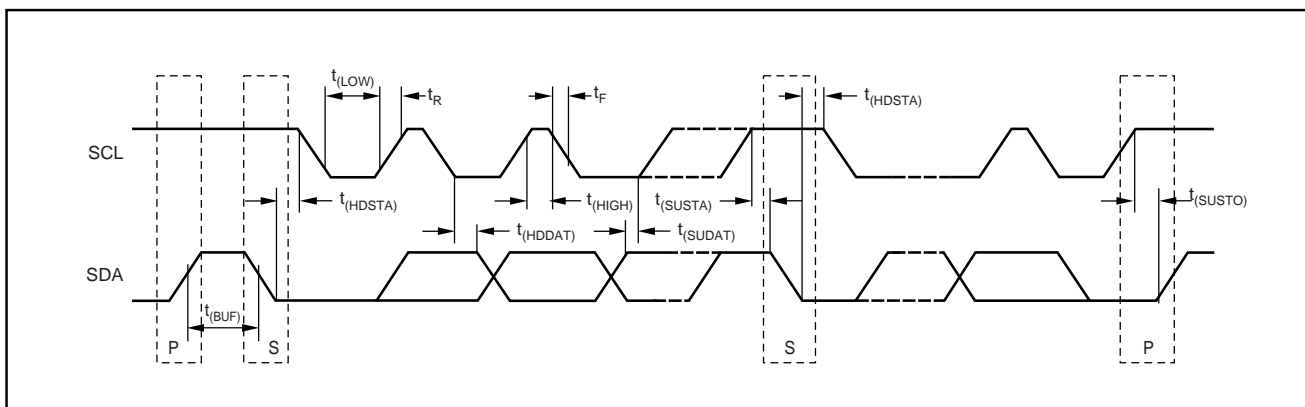 t(LOW)
tR
tF
t(HDSTA)
SCL
t(HDSTA)
t(HIGH)
t(SUSTA)
t(SUSTO)
t(HDDAT)
t(SUDAT)
SDA
t(BUF)
P
S
S
P